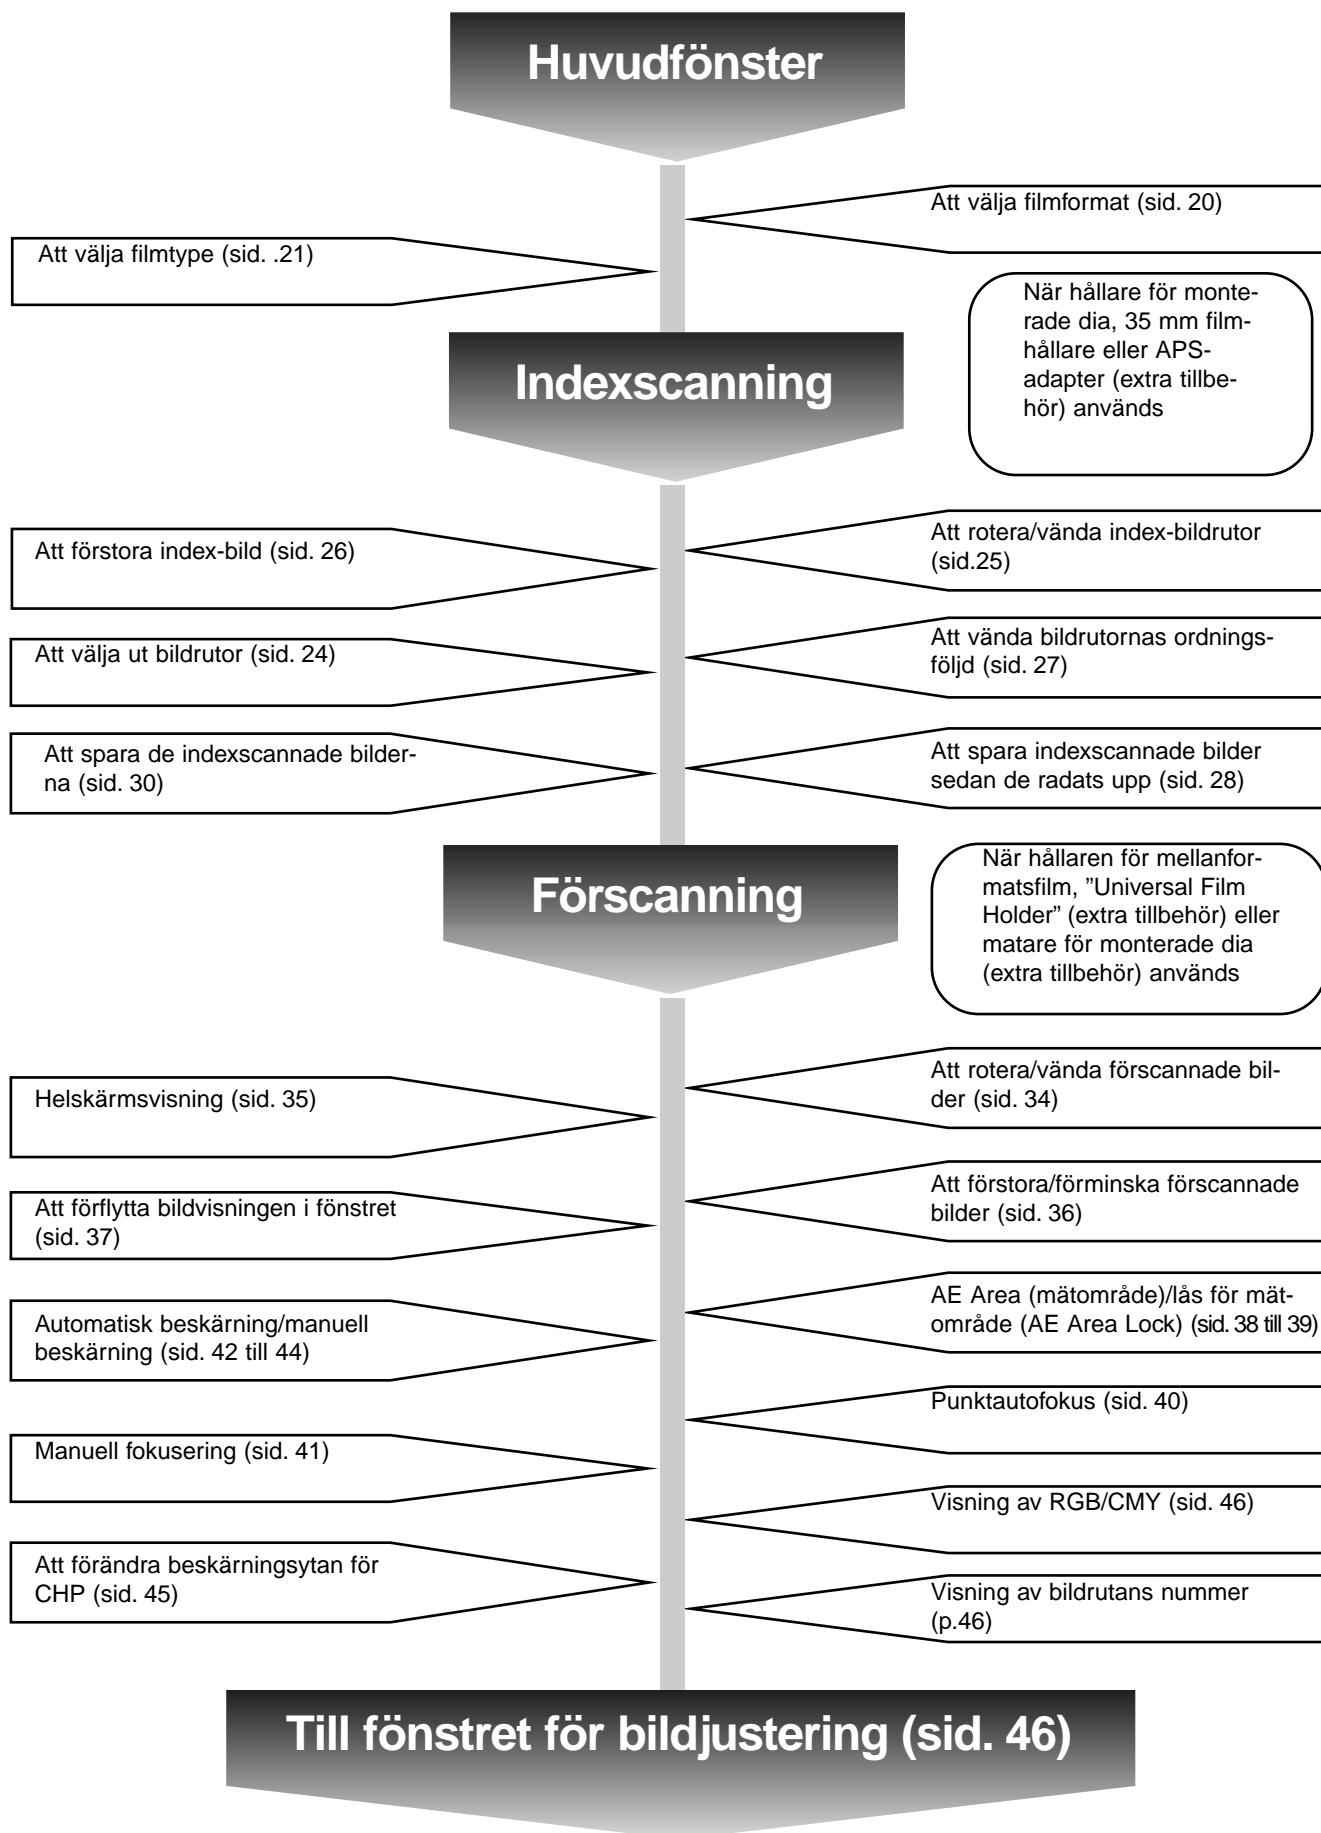 Huvudfönster
Att välja filmformat (sid. 20)
Att välja filmtype (sid. .21)
När hållare för monte-
rade dia, 35 mm film-
hållare eller APS-
adapter (extra tillbe-
hör) används
Indexscanning
Att rotera/vända index-bildrutor
(sid.25)
Att förstora index-bild (sid. 26)
Att vända bildrutornas ordnings-
följd (sid. 27)
Att välja ut bildrutor (sid. 24)
Att spara indexscannade bilder
sedan de radats upp (sid. 28)
Att spara de indexscannade bilder-
na (sid. 30)
Förscanning
När hållaren för mellanfor-
matsfilm, ”Universal Film
Holder” (extra tillbehör) eller
matare för monterade dia
(extra tillbehör) används
Att rotera/vända förscannade bil-
der (sid. 34)
Helskärmsvisning (sid. 35)
Att förstora/förminska förscannade
bilder (sid. 36)
Att förflytta bildvisningen i fönstret
(sid. 37)
AE Area (mätområde)/lås för mät-
område (AE Area Lock) (sid. 38 till 39)
Automatisk beskärning/manuell
beskärning (sid. 42 till 44)
Punktautofokus (sid. 40)
Manuell fokusering (sid. 41)
Visning av RGB/CMY (sid. 46)
Att förändra beskärningsytan för
CHP (sid. 45)
Visning av bildrutans nummer
(p.46)
Till fönstret för bildjustering (sid. 46)